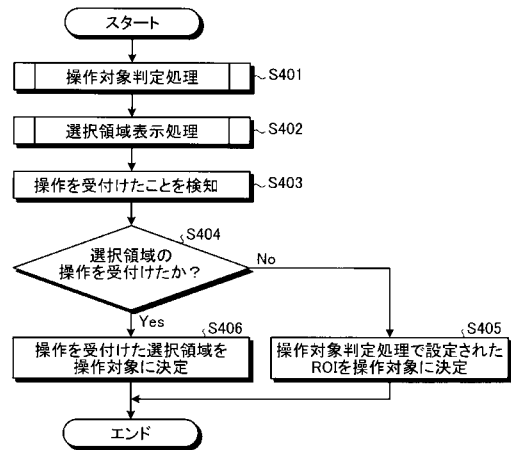 スタート
操作対象判定処理
S401
選択領域表示処理
S402
操作を受付けたことを検知
S403
S404
選択領域の
操作を受付けたか?
No
Yes
S406
操作を受付けた選択領域を
操作対象に決定
S405
操作対象判定処理で設定された
ROIを操作対象に決定
エンド